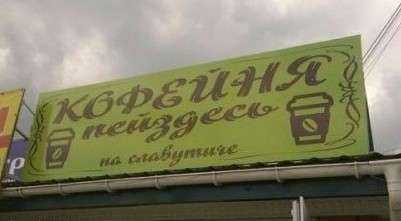 КОФЕЙНЯ
пейздесь
на славутиче